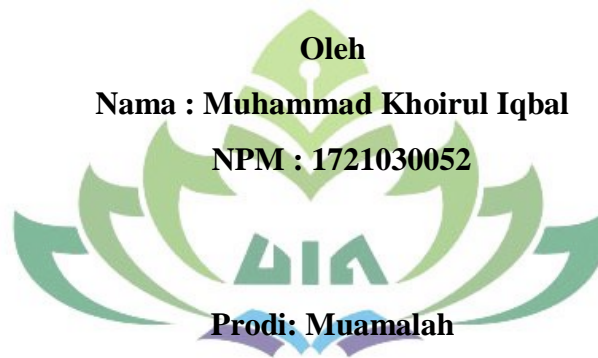 Oleh
Nama : Muhammad Khoirul Iqbal
NPM : 1721030052
UIN
Prodi: Muamalah